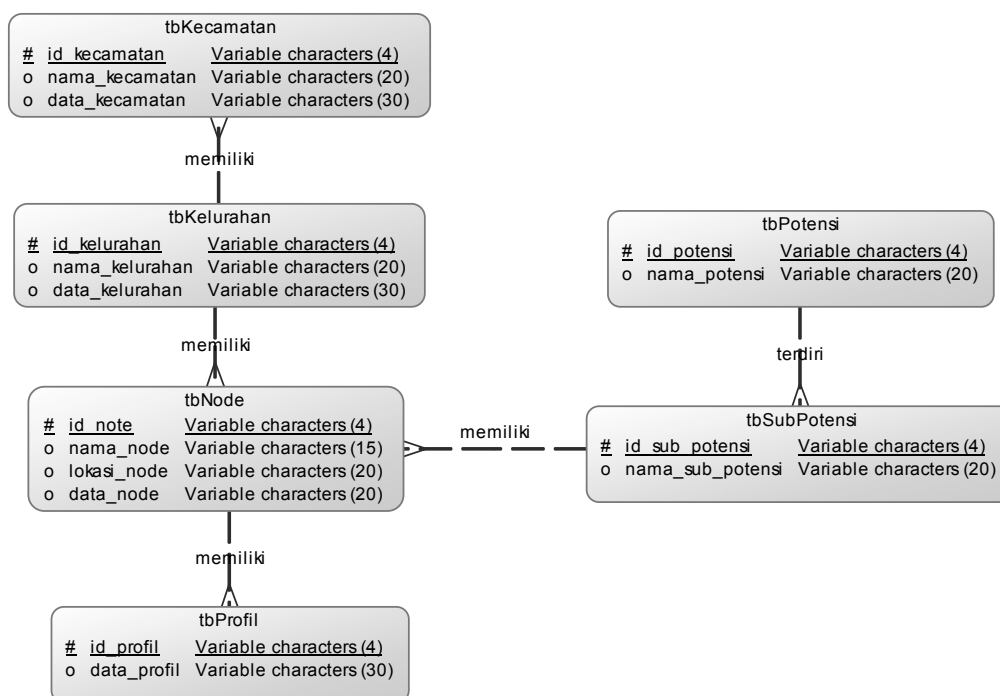 tbKecamatan
# id_kecamatan Variable characters (4)
o nama_kecamatan Variable characters (20)
o data_kecamatan Variable characters (30)
memiliki
tbKelurahan
# id_kelurahan Variable characters (4)
o nama_kelurahan Variable characters (20)
o data_kelurahan Variable characters (30)
memiliki
tbNode
# id_note Variable characters (4)
o nama_node Variable characters (15)
o lokasi_node Variable characters (20)
o data_node Variable characters (20)
memiliki
tbProfil
# id_profil Variable characters (4)
o data_profil Variable characters (30)
memiliki
tbPotensi
# id_potensi Variable characters (4)
o nama_potensi Variable characters (20)
terdiri
tbSubPotensi
# id_sub_potensi Variable characters (4)
o nama_sub_potensi Variable characters (20)